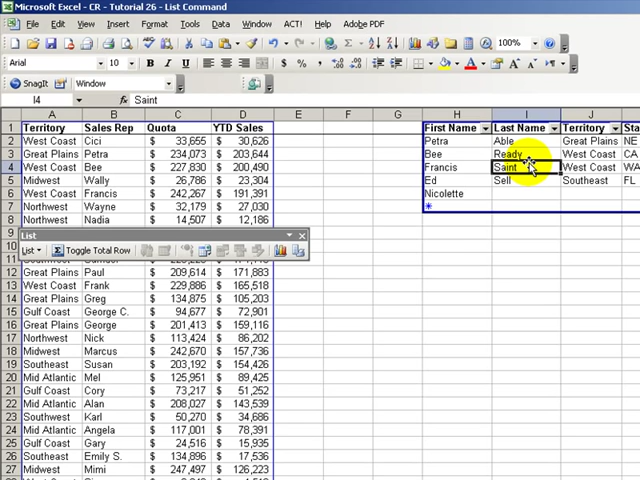 Microsoft Excel - CR - Tutorial 26 - List Command
File Edit View Insert Format Tools Data Window ACT! Help Adobe PDF
100%
Arial 10 B I U
SnagIt Window
I4 Saint
A B C D E F G H I J
1 Territory Sales Rep Quota YTD Sales First Name Last Name Territory Sta
2 West Coast Cici $ 33,655 $ 30,626 Petra Able Great Plains NE
3 Great Plains Petra $ 234,073 $ 203,644 Bee Ready West Coast CA
4 West Coast Bee $ 227,830 $ 200,490 Francis Saint West Coast WA
5 Midwest Wally $ 26,786 $ 23,304 Ed Sell Southeast FL
6 West Coast Francis $ 242,267 $ 191,391 Nicolette
7 Northwest Wayne $ 32,179 $ 27,030 *
8 Northwest Nadia $ 14,507 $ 12,186
9 List
10 List Σ Toggle Total Row
11
12 Great Plains Paul $ 209,614 $ 171,883
13 West Coast Frank $ 229,886 $ 165,518
14 Great Plains Greg $ 134,875 $ 105,203
15 Gulf Coast George C. $ 94,677 $ 72,901
16 Great Plains George $ 201,413 $ 159,116
17 Northwest Nick $ 113,424 $ 86,202
18 Midwest Marcus $ 242,670 $ 157,736
19 Southeast Susan $ 203,192 $ 154,426
20 Mid Atlantic Mel $ 125,951 $ 89,425
21 Gulf Coast Cory $ 73,217 $ 51,252
22 Mid Atlantic Alan $ 208,027 $ 143,539
23 Southwest Karl $ 50,270 $ 34,686
24 Mid Atlantic Angela $ 117,001 $ 78,391
25 Gulf Coast Gary $ 24,516 $ 15,935
26 Southeast Emily S. $ 27,364 $ 17,536
27 Midwest Mimi $ 247,497 $ 126,223